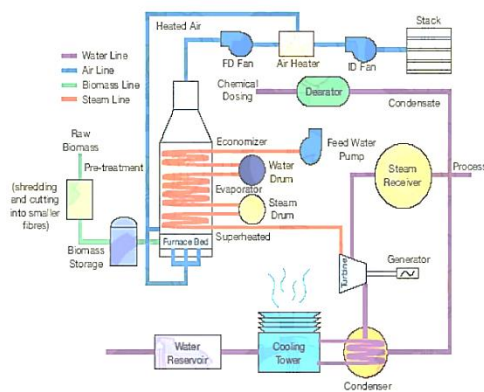 Heated Air
FD Fan
Air Heater
ID Fan
Stack
Water Line
Air Line
Biomass Line
Steam Line
Chemical
Dosing
Dearator
Condensate
Raw
Biomass
Pre-treatment
(shredding
and cutting
into smaller
fibres)
Biomass
Storage
Economizer
Water
Drum
Evaporator
Steam
Drum
Superheated
Furnace Bed
Feed Water
Pump
Steam
Receiver
Process
Turbine
Generator
Water
Reservoir
Cooling
Tower
Condenser